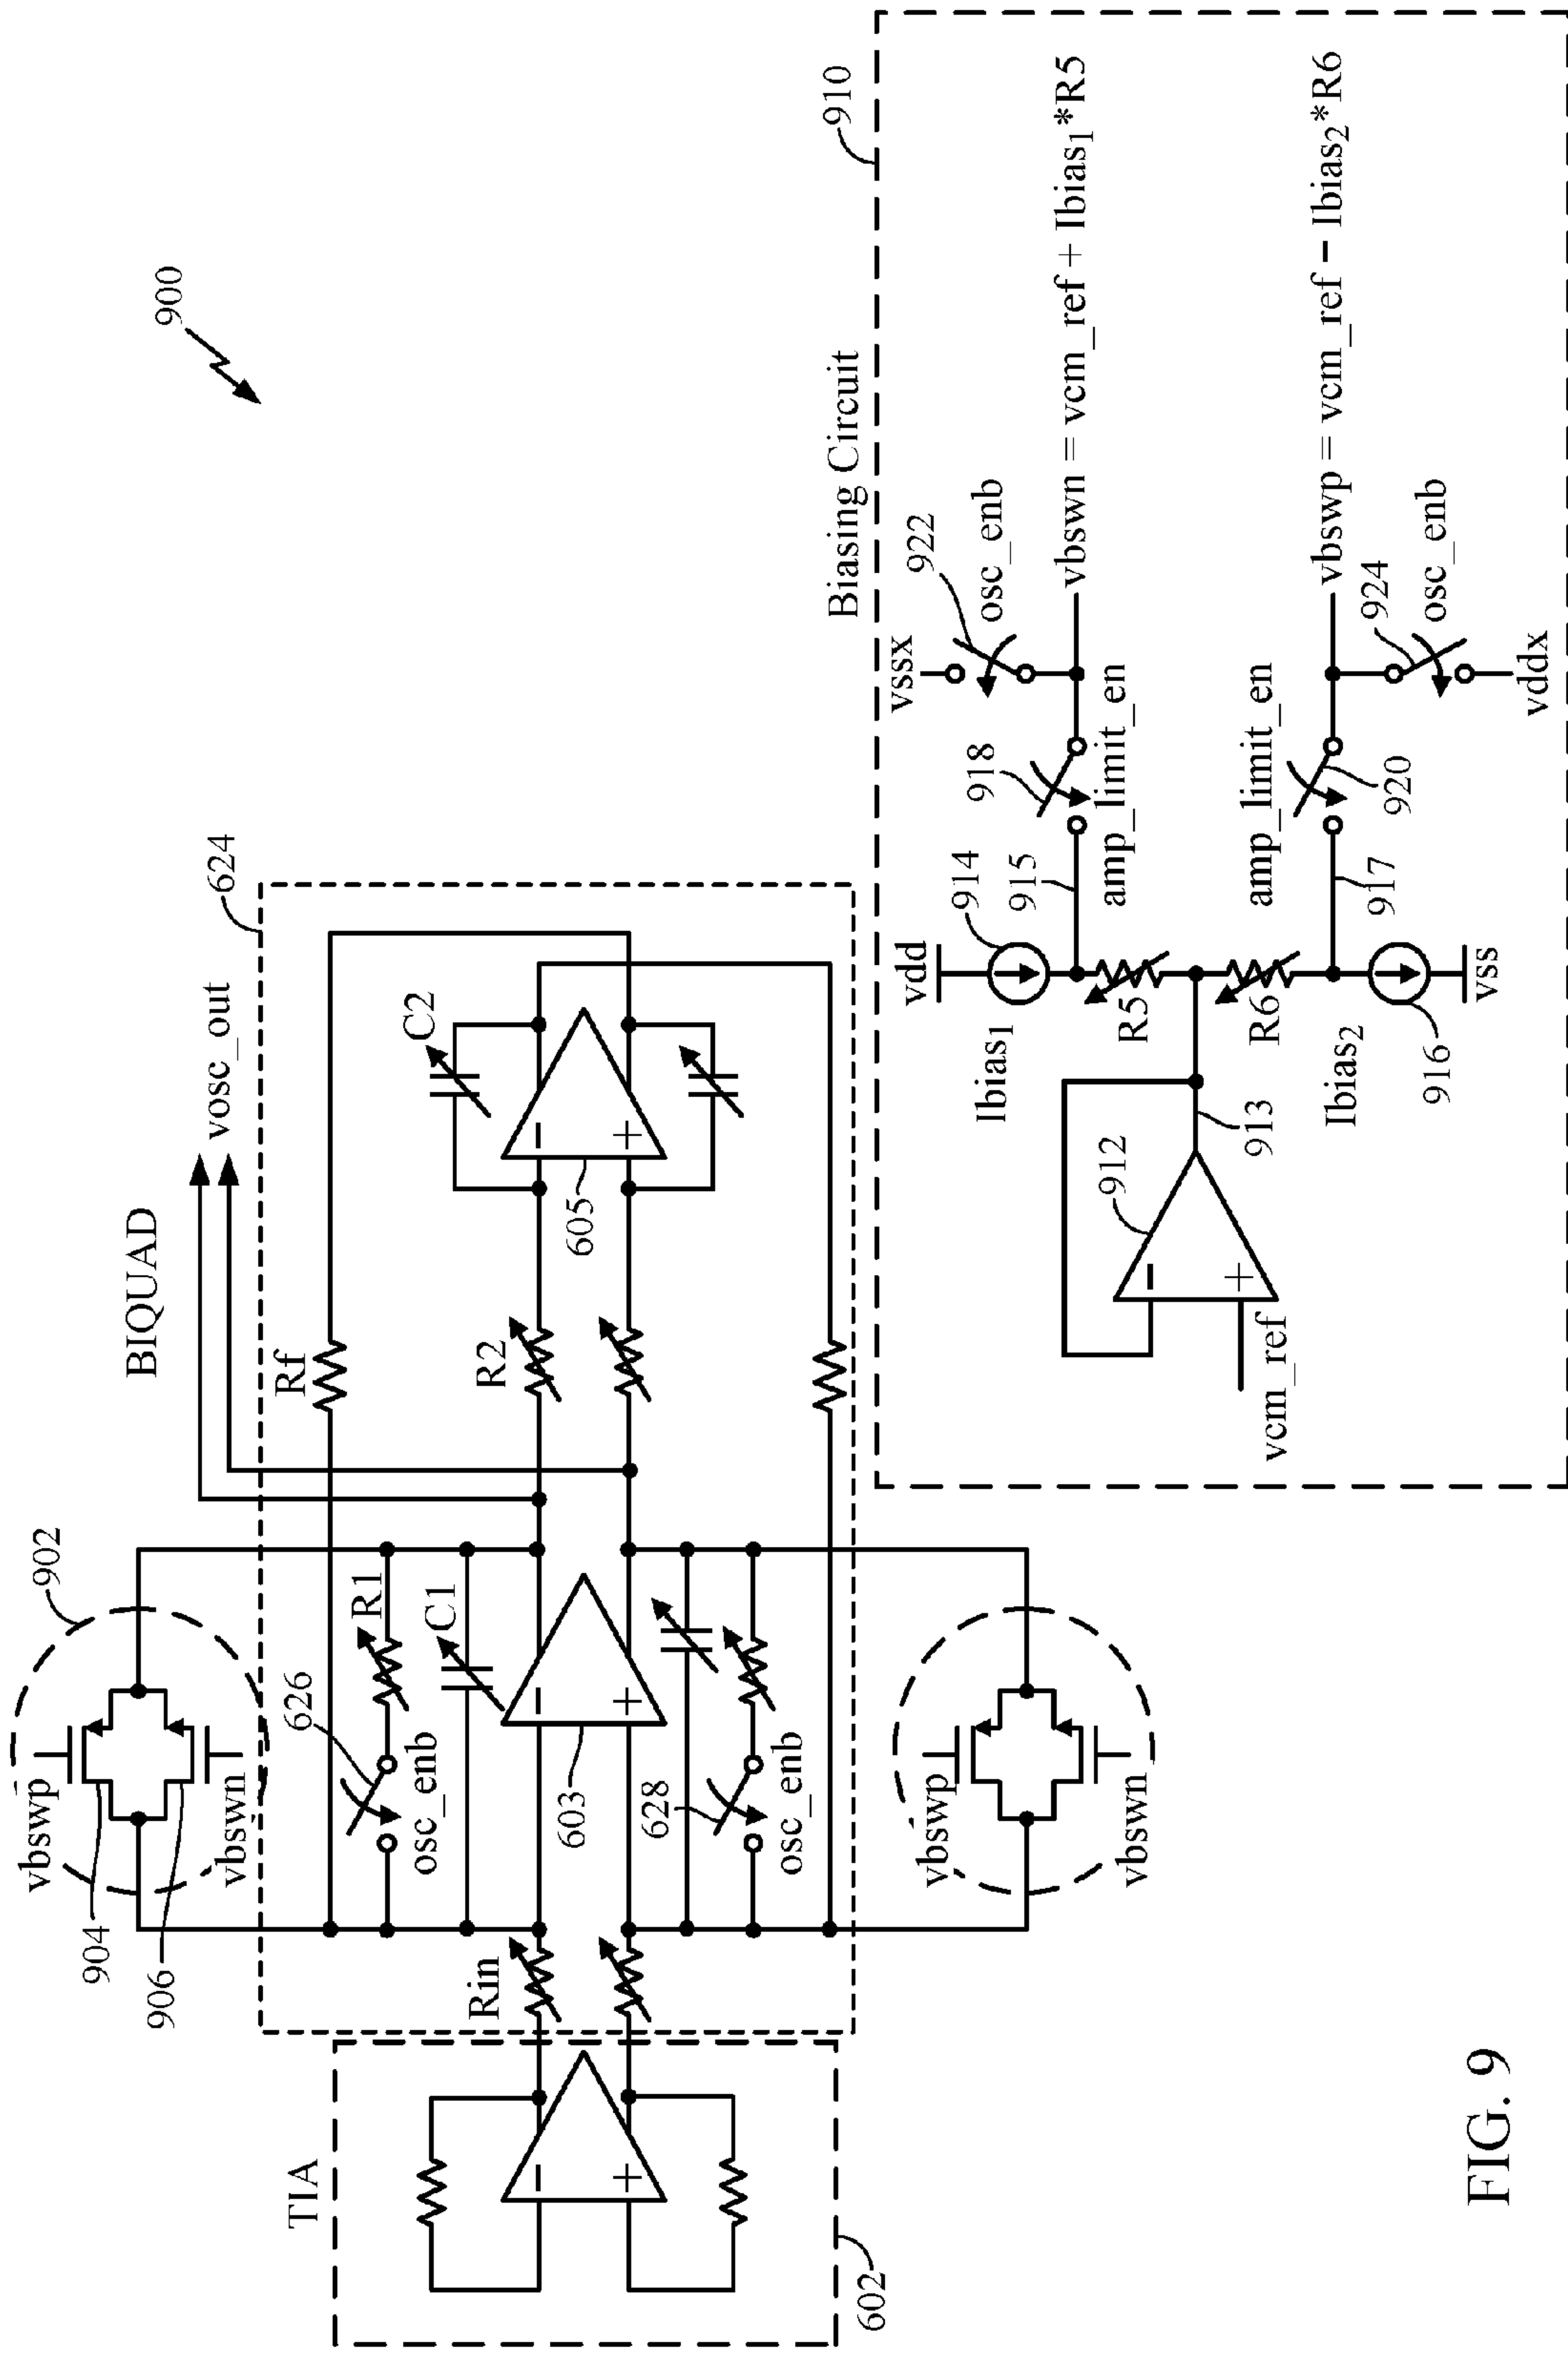 900
902
vbswp
904
906
vbswn
BIQUAD
vosc_out
624
TIA
602
Rin
626
R1
osc_enb
C1
603
628
osc_enb
Rf
R2
C2
605
vbswp
vbswn
Biasing Circuit
910
vdd
914
Ibias1
915
918
amp_limit_en
vssx
922
osc_enb
vbswn = vcm_ref + Ibias1*R5
R5
912
913
vcm_ref
R6
Ibias2
916
vss
917
amp_limit_en
920
vbswp = vcm_ref − Ibias2*R6
924
osc_enb
vddx
−
+
−
+
−
+
−
+
FIG. 9